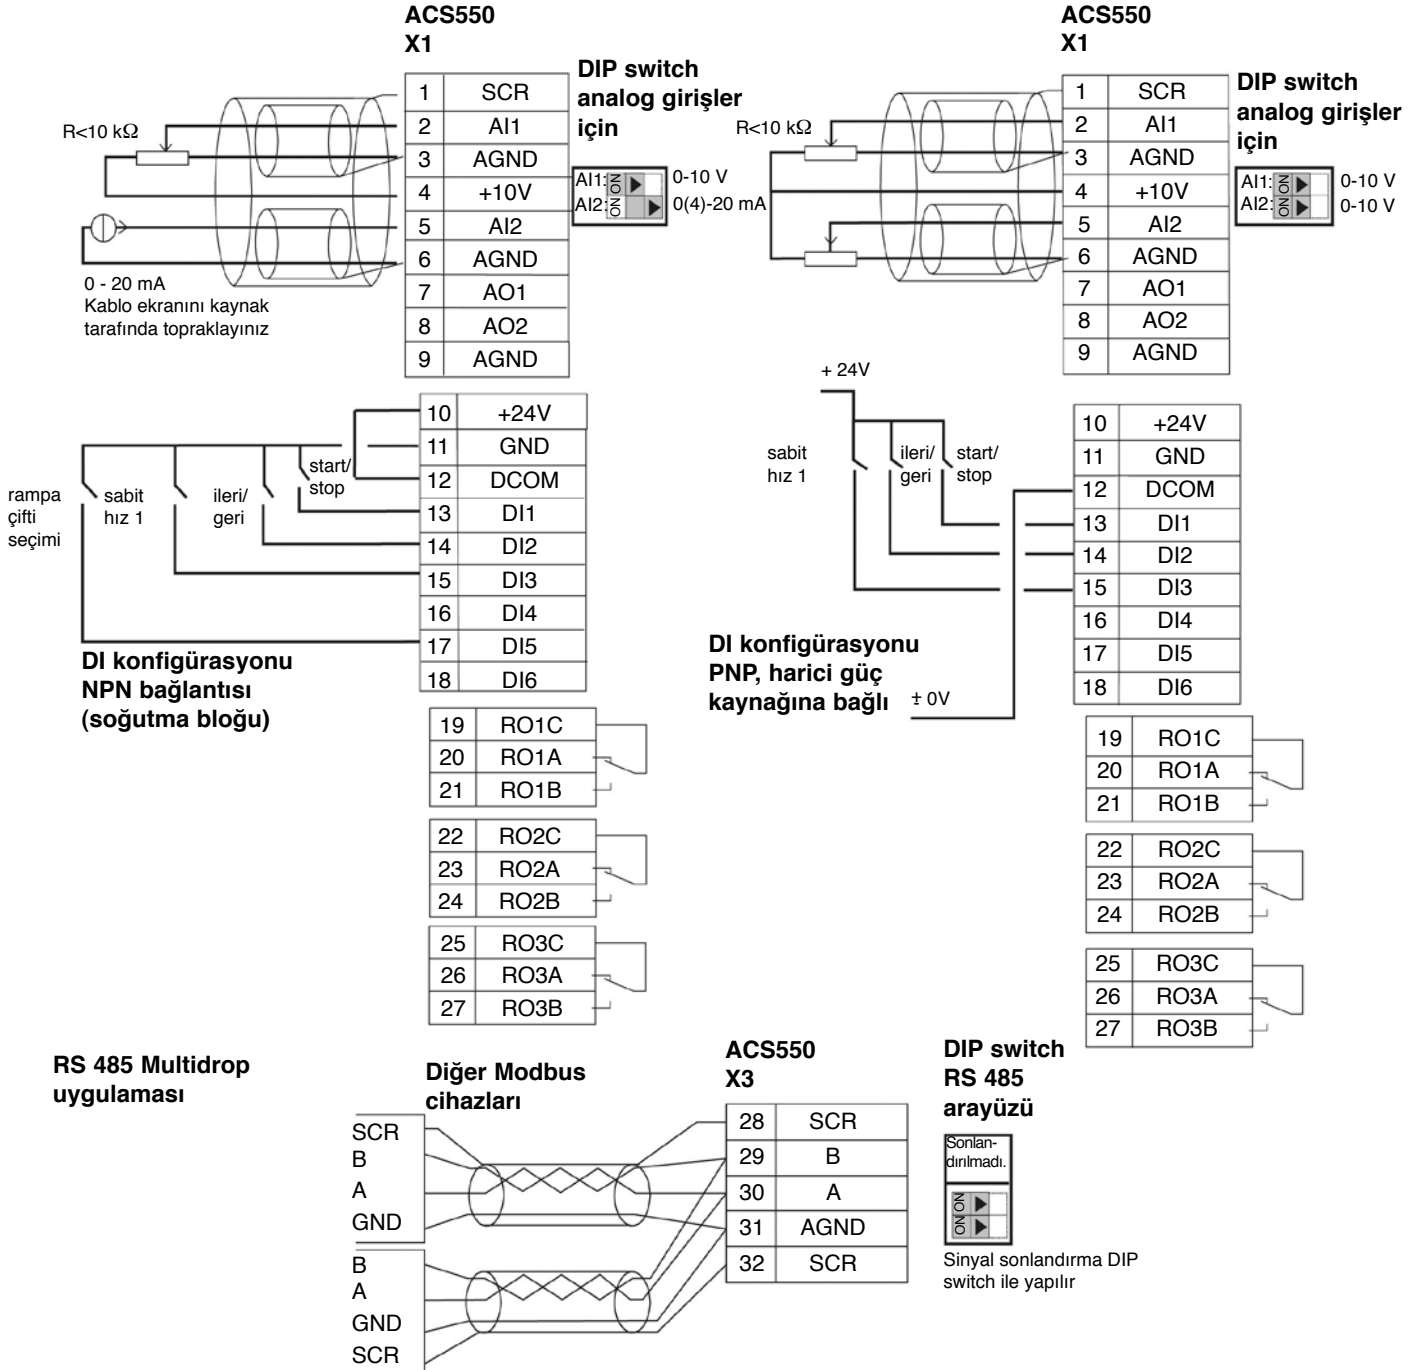 ACS550
X1
DIP switch
analog girişler
için
R<10 kΩ
1 SCR
2 AI1
3 AGND
4 +10V
5 AI2
6 AGND
7 AO1
8 AO2
9 AGND
AI1: ON 0-10 V
AI2: ON 0(4)-20 mA
0 - 20 mA
Kablo ekranını kaynak
tarafında topraklayınız
10 +24V
11 GND
12 DCOM
13 DI1
14 DI2
15 DI3
16 DI4
17 DI5
18 DI6
rampa
çifti
seçimi
sabit
hız 1
ileri/
geri
start/
stop
DI konfigürasyonu
NPN bağlantısı
(soğutma bloğu)
19 RO1C
20 RO1A
21 RO1B
22 RO2C
23 RO2A
24 RO2B
25 RO3C
26 RO3A
27 RO3B
ACS550
X1
DIP switch
analog girişler
için
R<10 kΩ
1 SCR
2 AI1
3 AGND
4 +10V
5 AI2
6 AGND
7 AO1
8 AO2
9 AGND
AI1: ON 0-10 V
AI2: ON 0-10 V
+ 24V
sabit
hız 1
ileri/
geri
start/
stop
10 +24V
11 GND
12 DCOM
13 DI1
14 DI2
15 DI3
16 DI4
17 DI5
18 DI6
DI konfigürasyonu
PNP, harici güç
kaynağına bağlı
± 0V
19 RO1C
20 RO1A
21 RO1B
22 RO2C
23 RO2A
24 RO2B
25 RO3C
26 RO3A
27 RO3B
RS 485 Multidrop
uygulaması
Diğer Modbus
cihazları
SCR
B
A
GND
B
A
GND
SCR
ACS550
X3
28 SCR
29 B
30 A
31 AGND
32 SCR
DIP switch
RS 485
arayüzü
Sonlan-
dırılmadı.
ON
ON
Sinyal sonlandırma DIP
switch ile yapılır